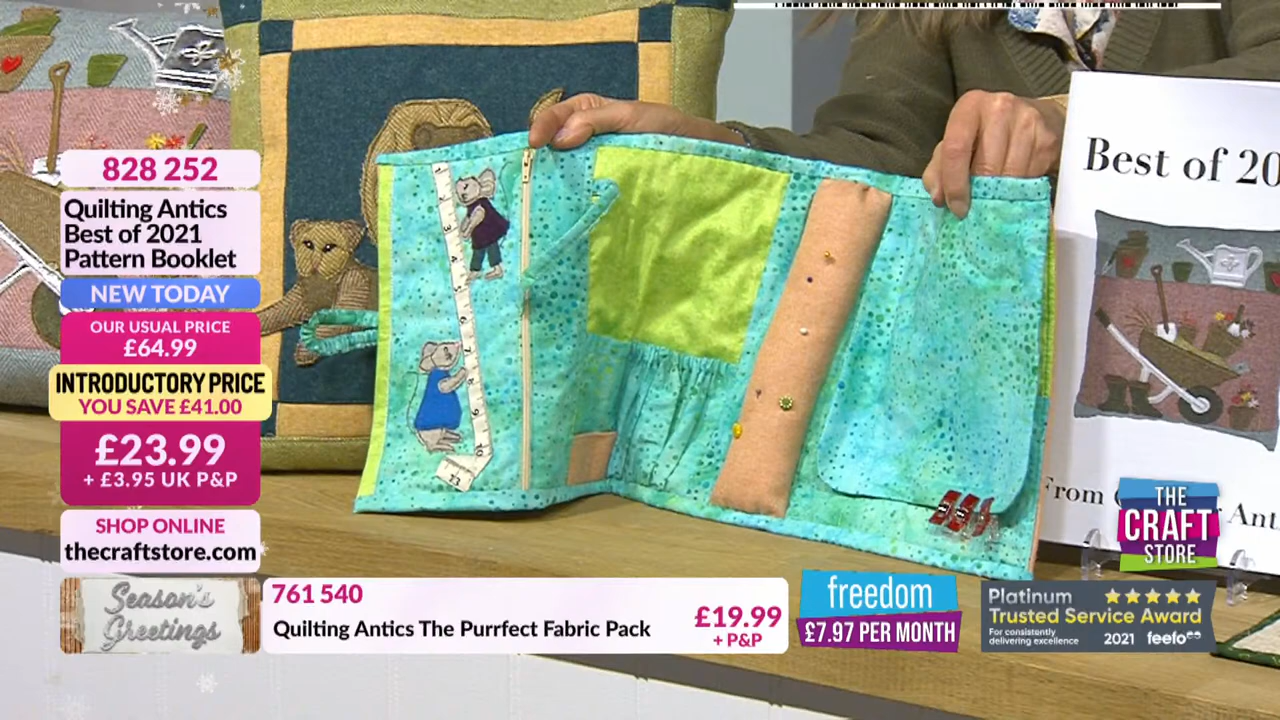 828 252
Quilting Antics
Best of 2021
Pattern Booklet
NEW TODAY
OUR USUAL PRICE
£64.99
INTRODUCTORY PRICE
YOU SAVE £41.00
£23.99
+ £3.95 UK P&P
SHOP ONLINE
thecraftstore.com
Season's
Greetings
761 540
Quilting Antics The Purrfect Fabric Pack
£19.99
+ P&P
freedom
£7.97 PER MONTH
Platinum
Trusted Service Award
For consistently
delivering excellence
2021 feefo
THE
CRAFT
STORE
Best of 20
From
Ant